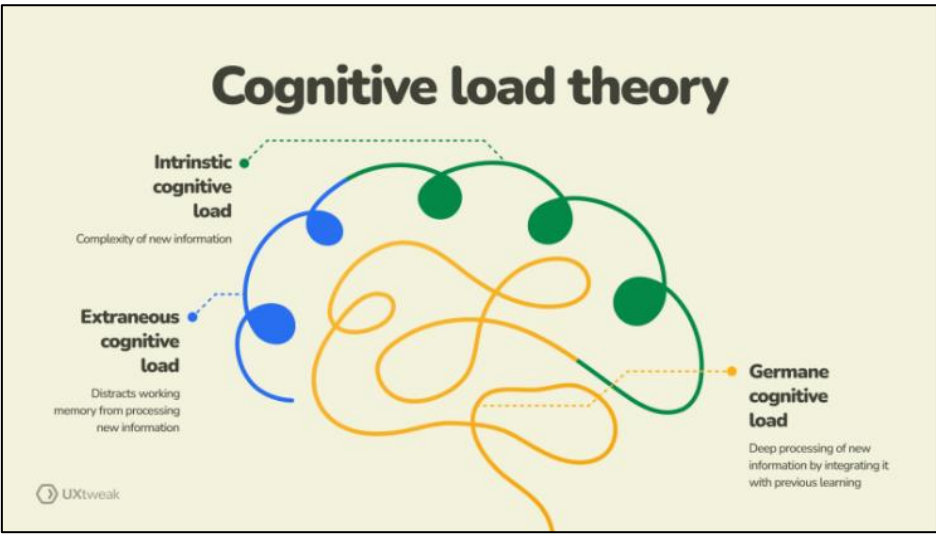 Cognitive load theory
Intrinstic
cognitive
load
Complexity of new information
Extraneous
cognitive
load
Distracts working
memory from processing
new information
Germane
cognitive
load
Deep processing of new
information by integrating it
with previous learning
UXtweak